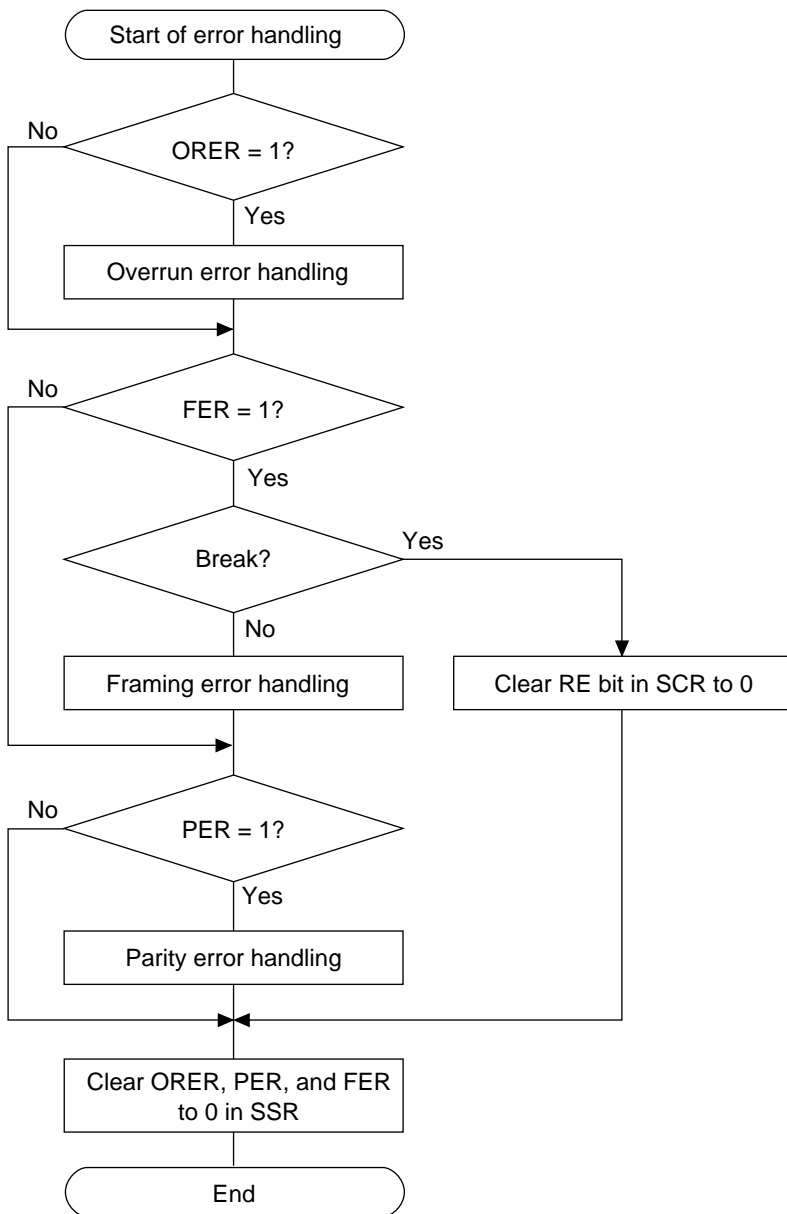 Start of error handling
No
ORER = 1?
Yes
Overrun error handling
No
FER = 1?
Yes
Break?
Yes
No
Framing error handling
Clear RE bit in SCR to 0
No
PER = 1?
Yes
Parity error handling
Clear ORER, PER, and FER
to 0 in SSR
End